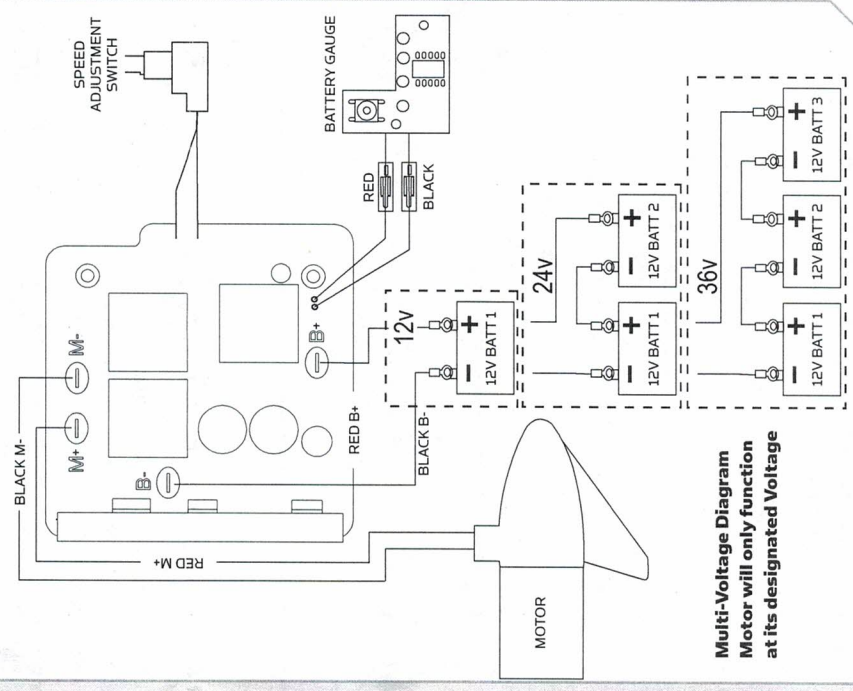 SPEED
ADJUSTMENT
SWITCH
BATTERY GAUGE
RED
BLACK
M-
M+
B-
B+
BLACK M-
RED M+
RED B+
BLACK B-
12v
- +
12V BATT 1
24v
- +
12V BATT 1
- +
12V BATT 2
36v
- +
12V BATT 1
- +
12V BATT 2
- +
12V BATT 3
MOTOR
Multi-Voltage Diagram
Motor will only function
at its designated Voltage